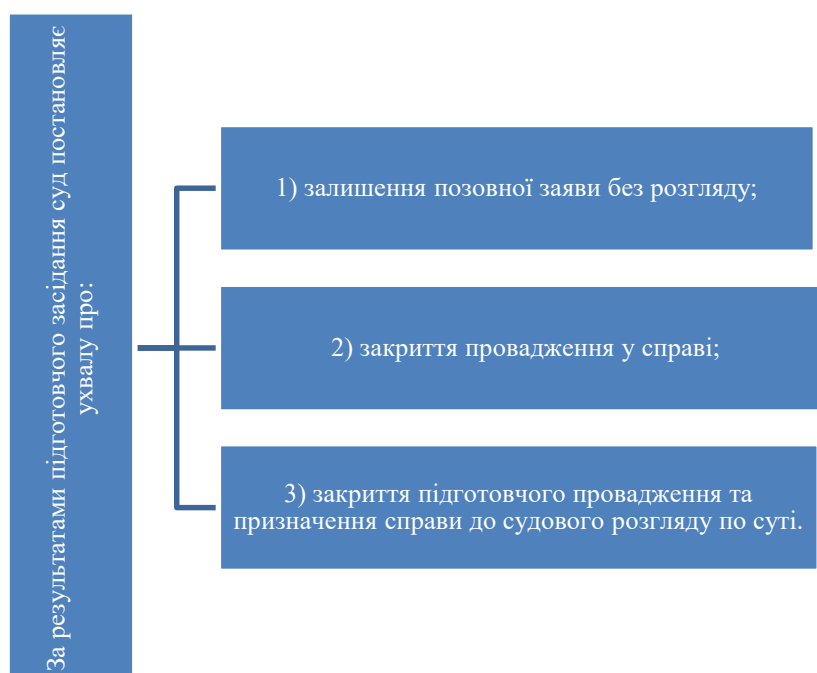 За результатами підготовчого засідання суд постановляє
ухвалу про:
1) залишення позовної заяви без розгляду;
2) закриття провадження у справі;
3) закриття підготовчого провадження та
призначення справи до судового розгляду по суті.